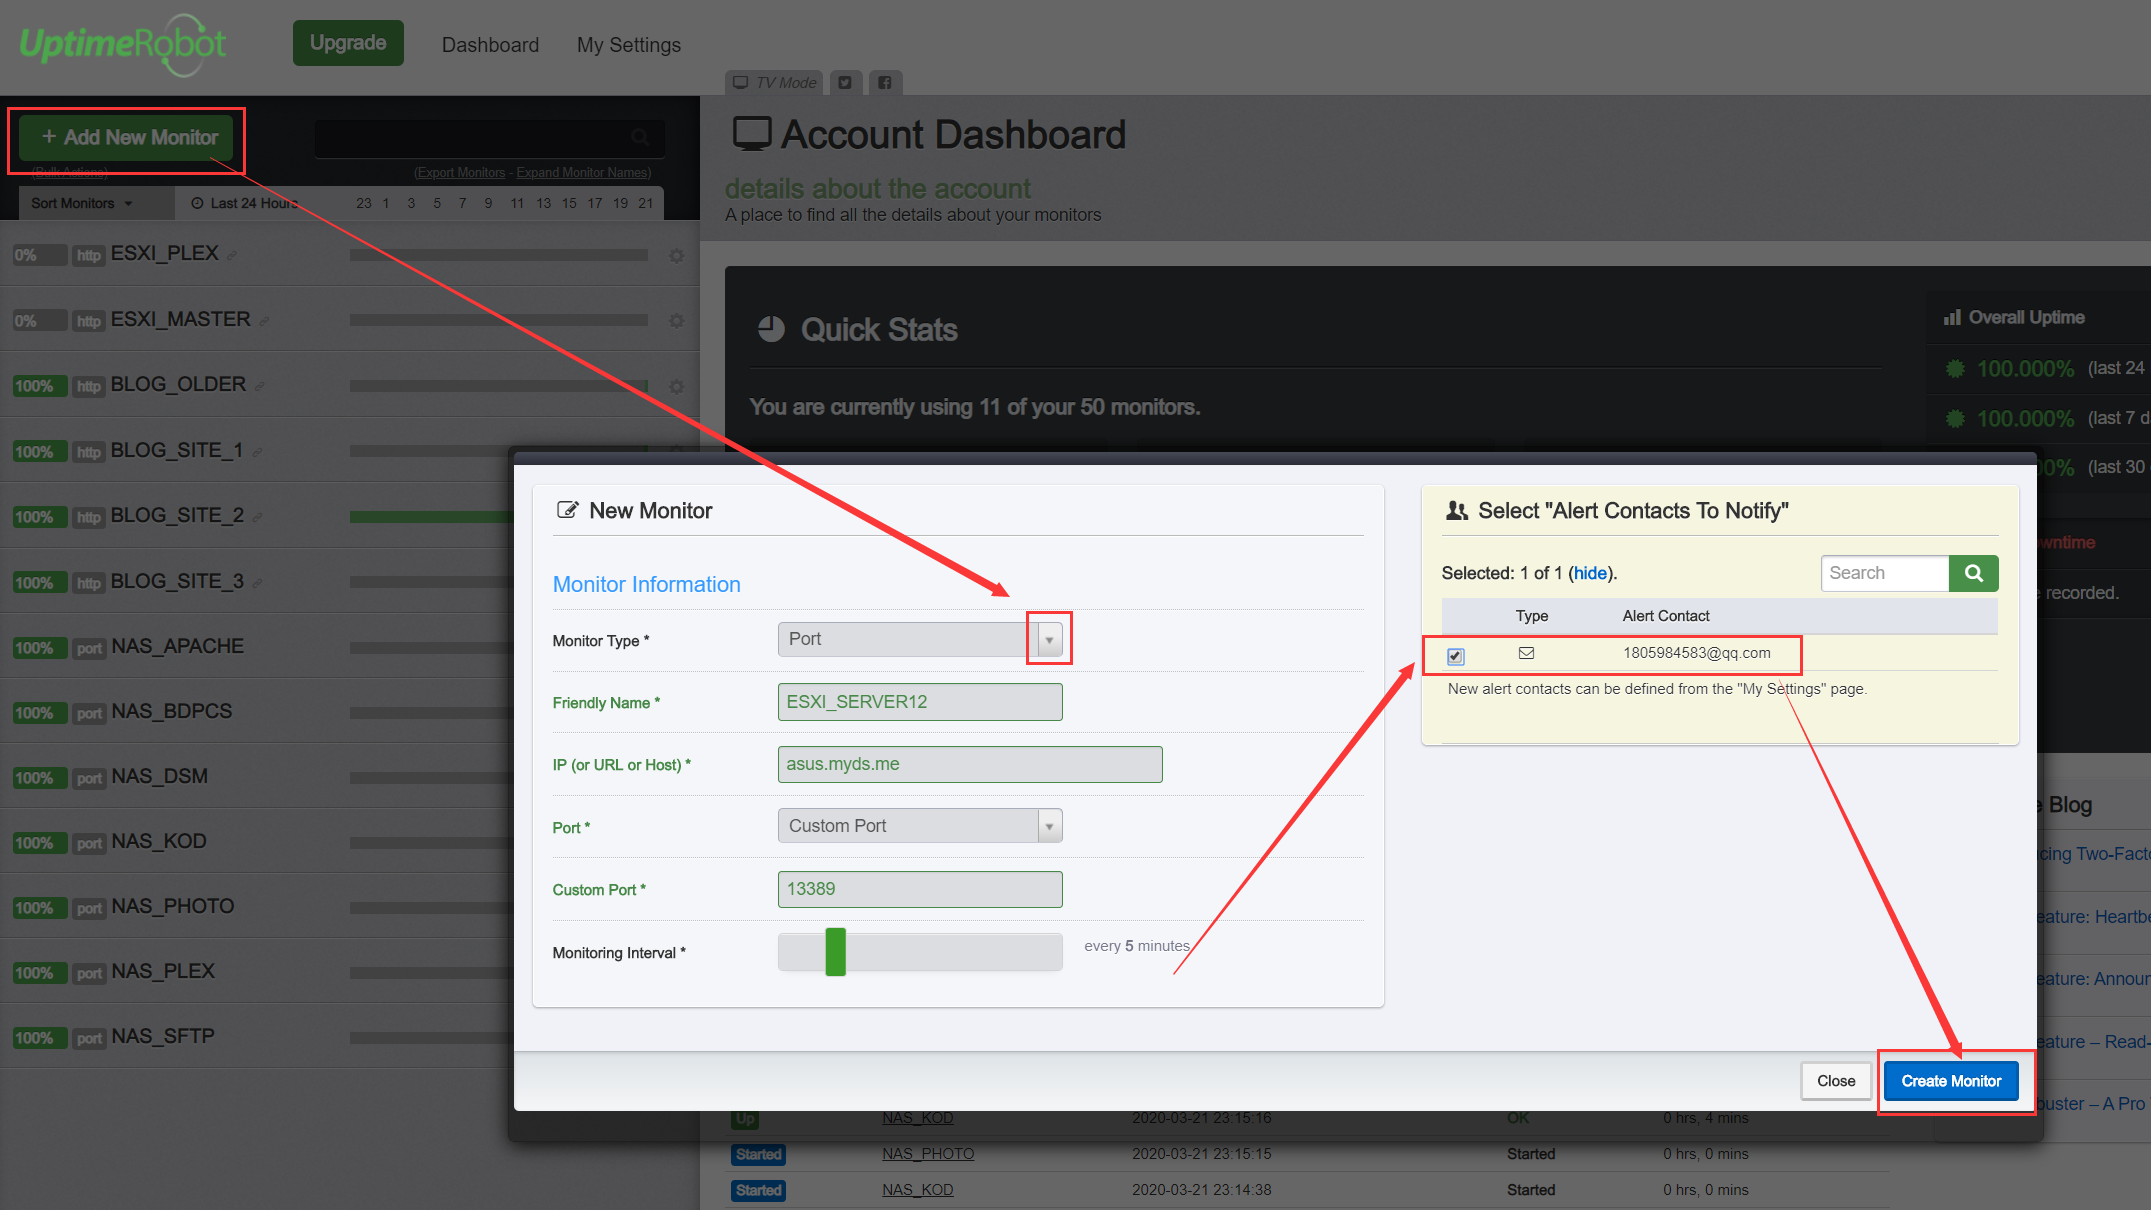 UptimeRobot
Upgrade
Dashboard
My Settings
TV Mode
+ Add New Monitor
(Bulk Actions)
(Export Monitors - Expand Monitor Names)
Sort Monitors
Last 24 Hours
23 1 3 5 7 9 11 13 15 17 19 21
0% http ESXI_PLEX
0% http ESXI_MASTER
100% http BLOG_OLDER
100% http BLOG_SITE_1
100% http BLOG_SITE_2
100% http BLOG_SITE_3
100% port NAS_APACHE
100% port NAS_BDPCS
100% port NAS_DSM
100% port NAS_KOD
100% port NAS_PHOTO
100% port NAS_PLEX
100% port NAS_SFTP
Account Dashboard
details about the account
A place to find all the details about your monitors
Quick Stats
You are currently using 11 of your 50 monitors.
Overall Uptime
100.000% (last 24
100.000% (last 7 d
0% (last 30
wntime
recorded.
New Monitor
Monitor Information
Monitor Type *
Port
Friendly Name *
ESXI_SERVER12
IP (or URL or Host) *
asus.myds.me
Port *
Custom Port
Custom Port *
13389
Monitoring Interval *
every 5 minutes
Select "Alert Contacts To Notify"
Selected: 1 of 1 (hide).
Search
Type
Alert Contact
1805984583@qq.com
New alert contacts can be defined from the "My Settings" page.
Close
Create Monitor
e Blog
cing Two-Facto
eature: Heartbe
eature: Announ
eature – Read-
buster – A Pro
Up NAS_KOD 2020-03-21 23:15:16 OK 0 hrs, 4 mins
Started NAS_PHOTO 2020-03-21 23:15:15 Started 0 hrs, 0 mins
Started NAS_KOD 2020-03-21 23:14:38 Started 0 hrs, 0 mins